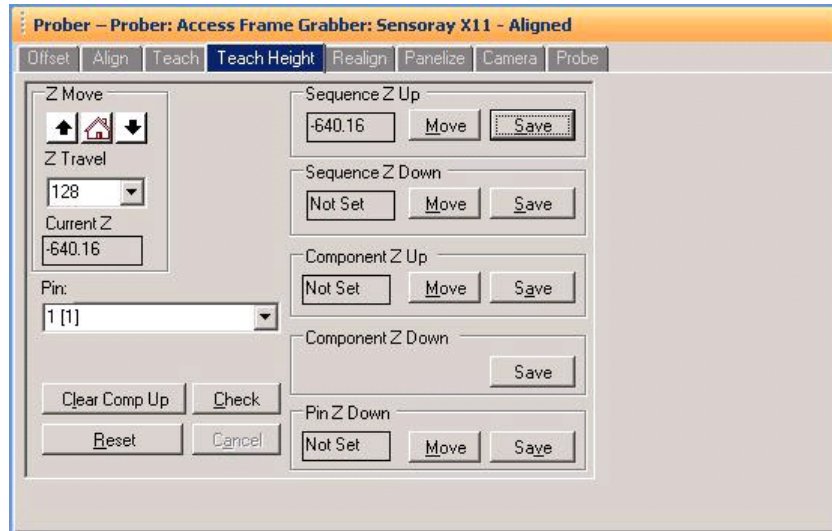 Prober – Prober: Access Frame Grabber: Sensoray X11 - Aligned
Offset Align Teach Teach Height Realign Panelize Camera Probe
Z Move
Z Travel
128
Current Z
-640.16
Pin:
1 [1]
Clear Comp Up Check
Reset Cancel
Sequence Z Up
-640.16 Move Save
Sequence Z Down
Not Set Move Save
Component Z Up
Not Set Move Save
Component Z Down
Save
Pin Z Down
Not Set Move Save